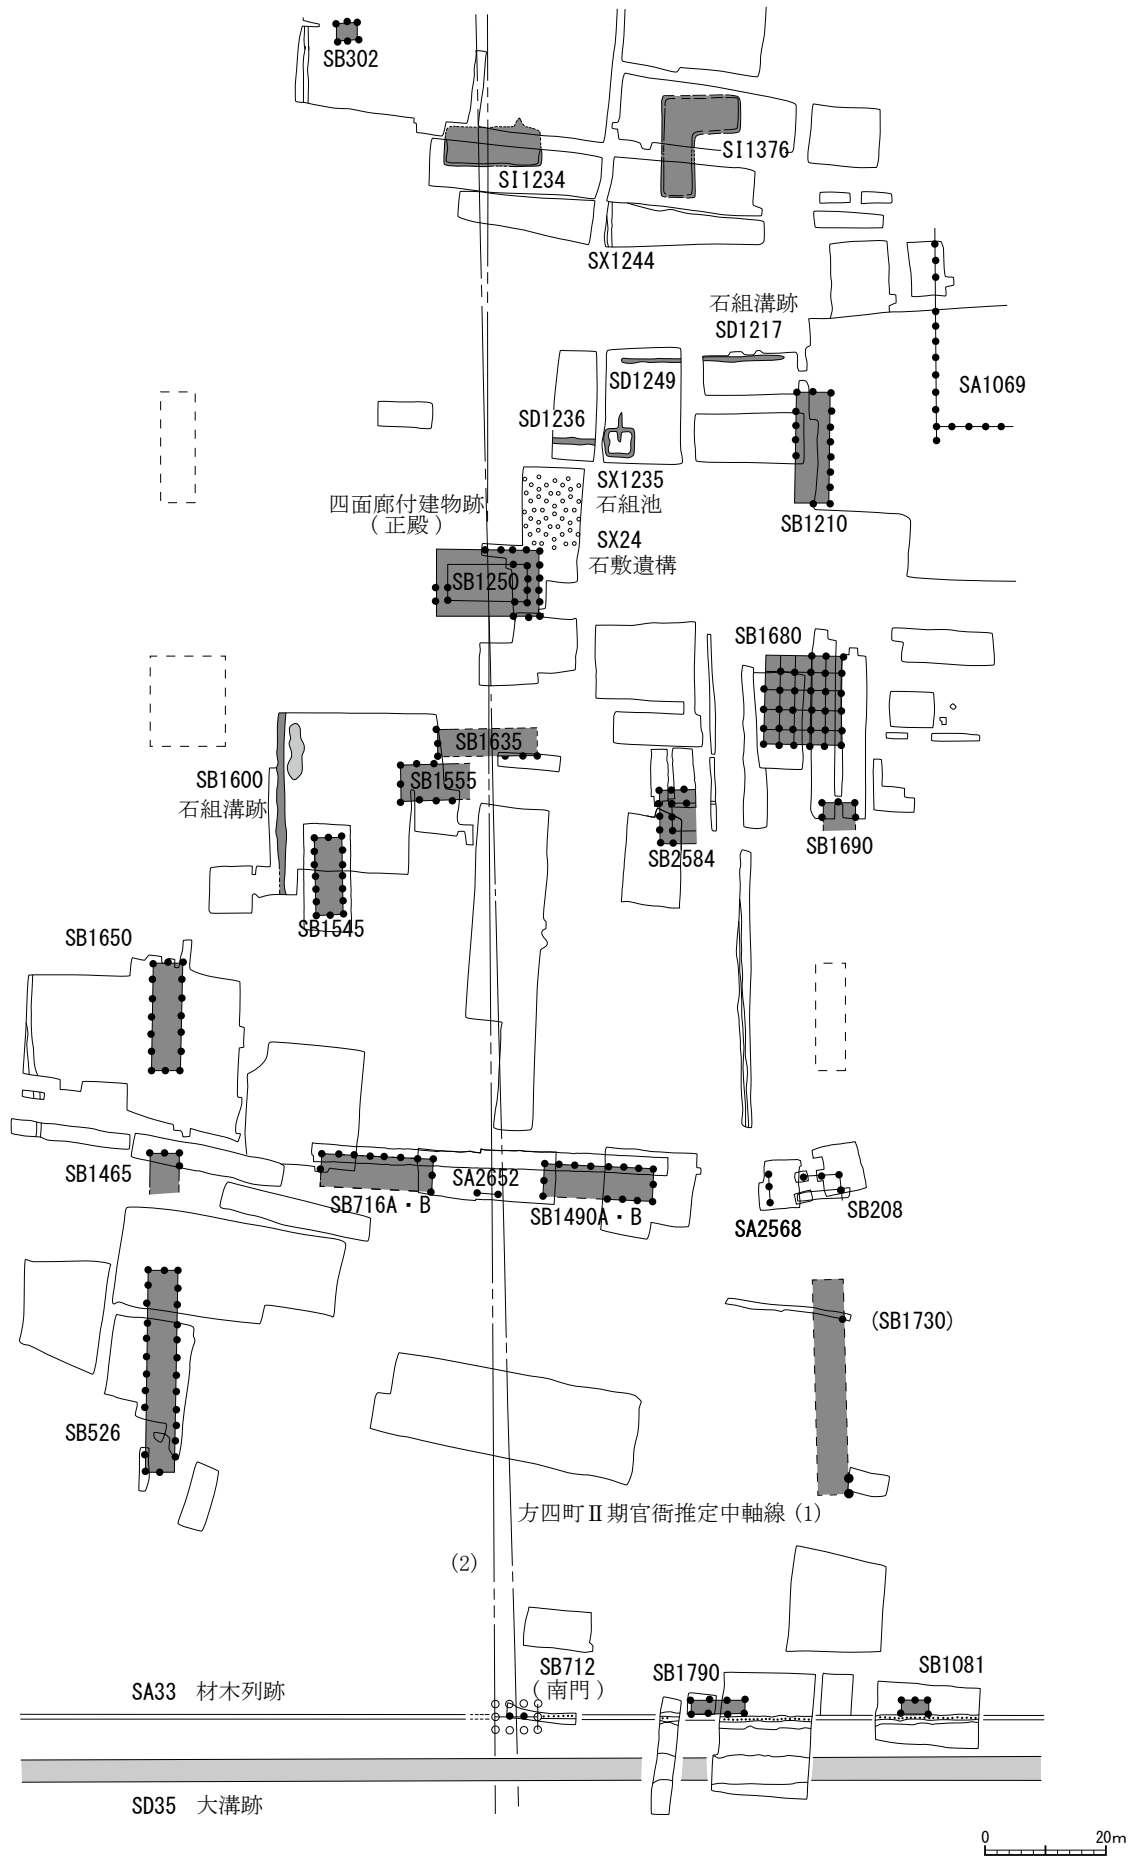 SB302
SI1376
SI1234
SX1244
石組溝跡
SD1217
SD1249
SA1069
SD1236
SX1235
石組池
四面廊付建物跡
(正殿)
SX24
石敷遺構
SB1210
SB1250
SB1680
SB1635
SB1600
石組溝跡
SB1555
SB1690
SB2584
SB1545
SB1650
SB1465
SB716A・B
SA2652
SB1490A・B
SA2568
SB208
(SB1730)
SB526
方四町Ⅱ期官衙推定中軸線(1)
(2)
SB712
(南門)
SB1790
SB1081
SA33 材木列跡
SD35 大溝跡
0 20m